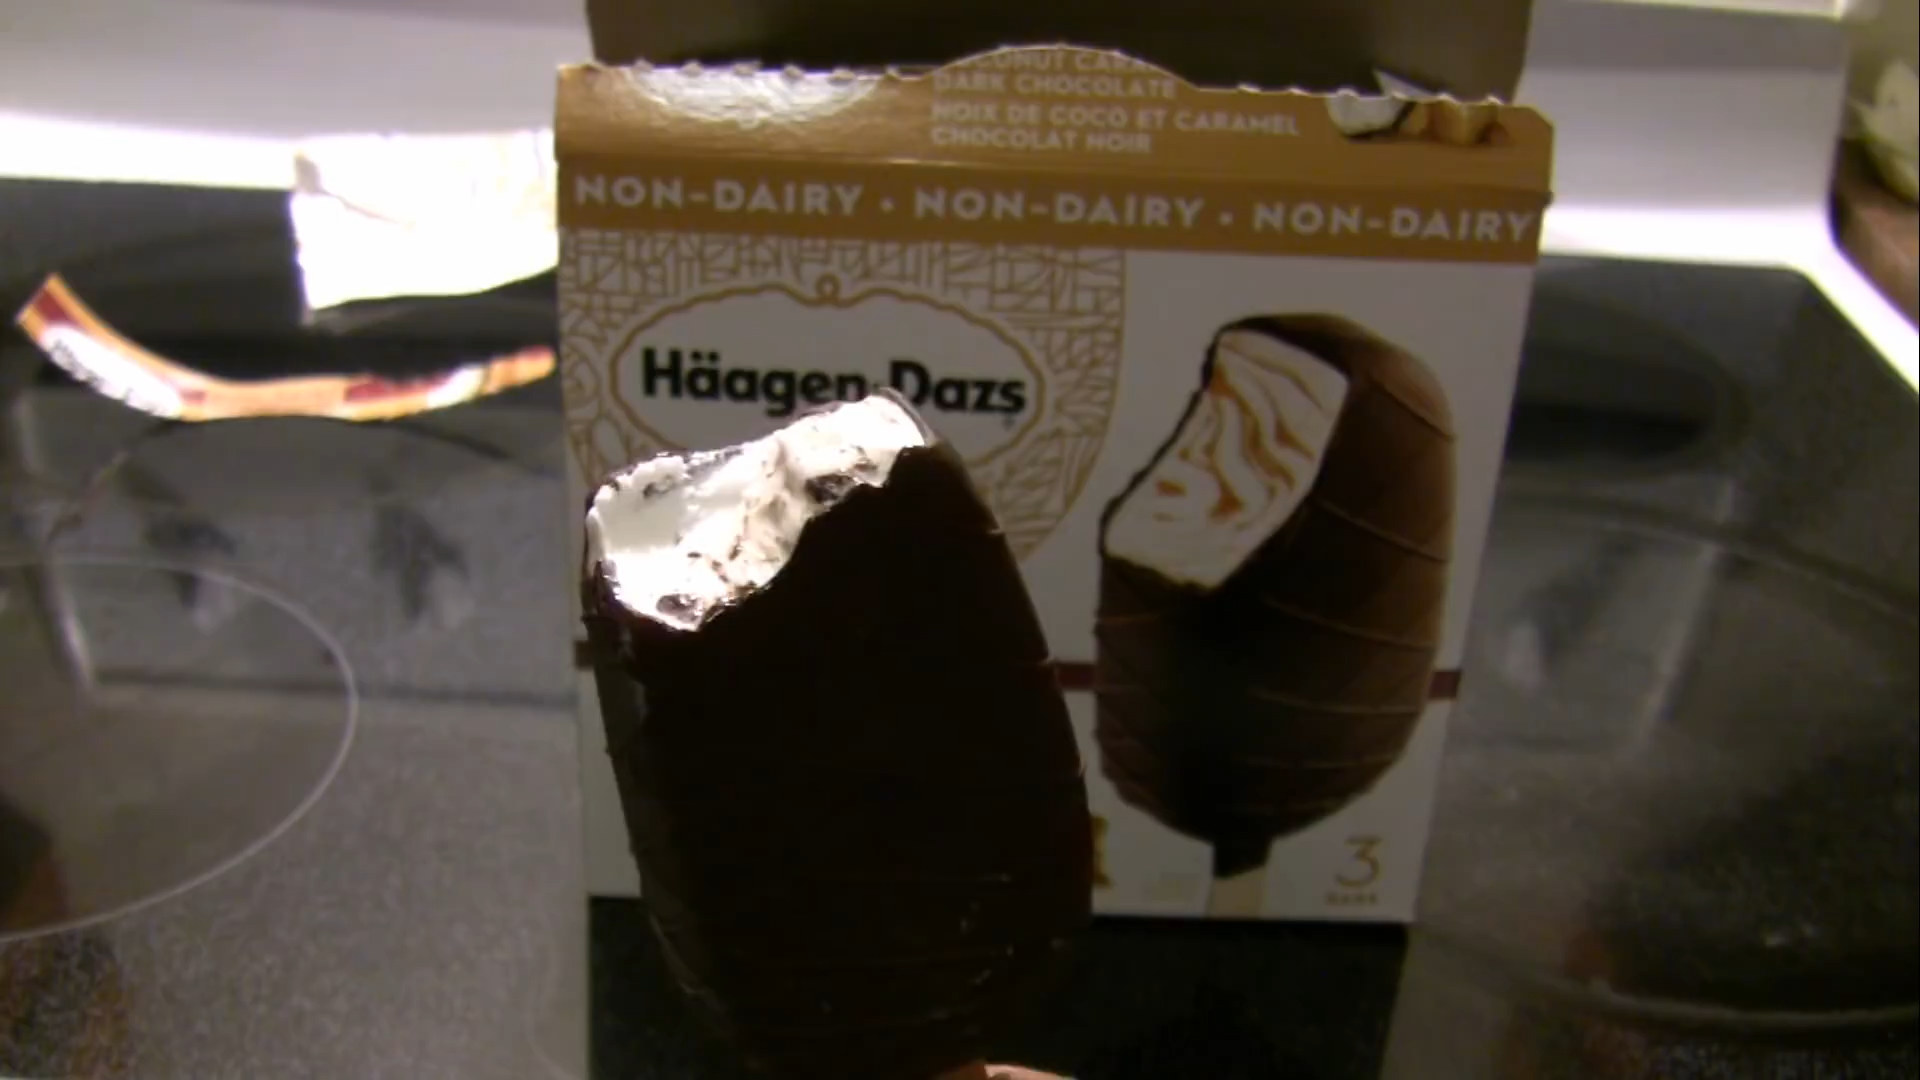 DARK CHOCOLATE
NOIX DE COCO ET CARAMEL
CHOCOLAT NOIR
NON-DAIRY • NON-DAIRY • NON-DAIRY
Häagen-Dazs
3